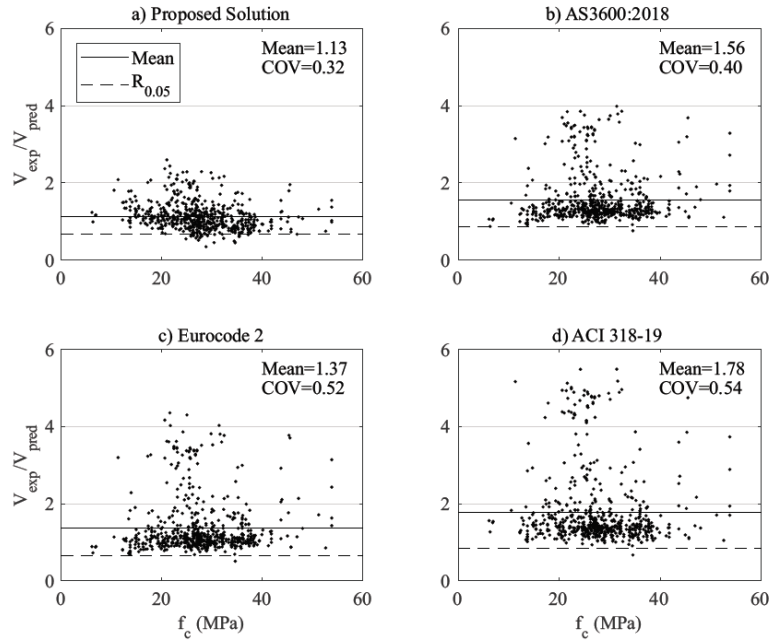 a) Proposed Solution
6
Mean=1.13
COV=0.32
Mean
R0.05
4
Vexp/Vpred
2
0
0
20
40
60
b) AS3600:2018
6
Mean=1.56
COV=0.40
4
2
0
0
20
40
60
c) Eurocode 2
6
Mean=1.37
COV=0.52
4
Vexp/Vpred
2
0
0
20
40
60
fc (MPa)
d) ACI 318-19
6
Mean=1.78
COV=0.54
4
2
0
0
20
40
60
fc (MPa)